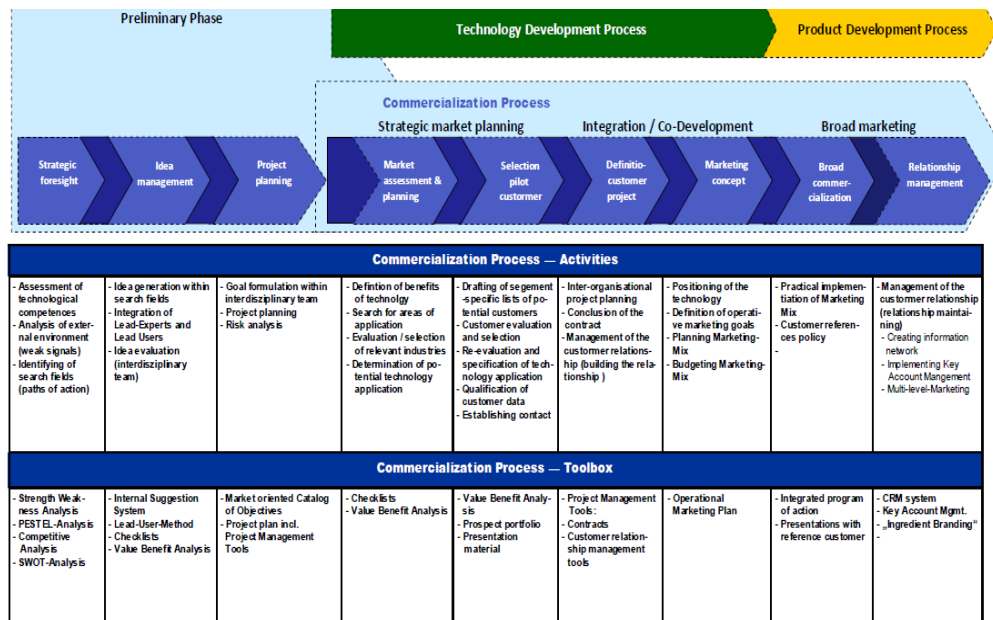 Preliminary Phase
Technology Development Process
Product Development Process
Commercialization Process
Strategic market planning
Integration / Co-Development
Broad marketing
Strategic
foresight
Idea
management
Project
planning
Market
assessment &
planning
Selection
pilot
custormer
Definitio-
customer
project
Marketing
concept
Broad
commer-
cialization
Relationship
management
Commercialization Process — Activities
- Assessment of
technological
competences
- Analysis of exter-
nal environment
(weak signals)
- Identifying of
search fields
(paths of action)
- Idea generation within
search fields
- Integration of
Lead-Experts and
Lead Users
- Idea evaluation
(interdisciplinary
team)
- Goal formulation within
interdisciplinary team
- Project planning
- Risk analysis
- Defintion of benefits
of technolgy
- Search for areas of
application
- Evaluation / selection
of relevant industries
- Determination of po-
tential technology
application
- Drafting of segement
-specific lists of po-
tential customers
- Customer evaluation
and selection
- Re-evaluation and
specification of tech-
nology application
- Qualification of
customer data
- Establishing contact
- Inter-organisational
project planning
- Conclusion of the
contract
- Management of the
customer relations-
hip (building the rela-
tionship )
- Positioning of the
technology
- Definition of operati-
ve marketing goals
- Planning Marketing-
Mix
- Budgeting Marketing-
Mix
- Practical implemen-
tiation of Marketing
Mix
- Customer referen-
ces policy
-
- Management of the
customer relationship
(relationship maintai-
ning)
- Creating information
network
- Implementing Key
Account Mangement
- Multi-level-Marketing
Commercialization Process — Toolbox
- Strength Weak-
ness Analysis
- PESTEL-Analysis
- Competitive
Analysis
- SWOT-Analysis
- Internal Suggestion
System
- Lead-User-Method
- Checklists
- Value Benefit Analysis
- Market oriented Catalog
of Objectives
- Project plan incl.
Project Management
Tools
- Checklists
- Value Benefit Analysis
- Value Benefit Analy-
sis
- Prospect portfolio
- Presentation
material
- Project Management
Tools:
- Contracts
- Customer relation-
ship management
tools
- Operational
Marketing Plan
- Integrated program
of action
- Presentations with
reference customer
- CRM system
- Key Account Mgmt.
- „Ingredient Branding“
-